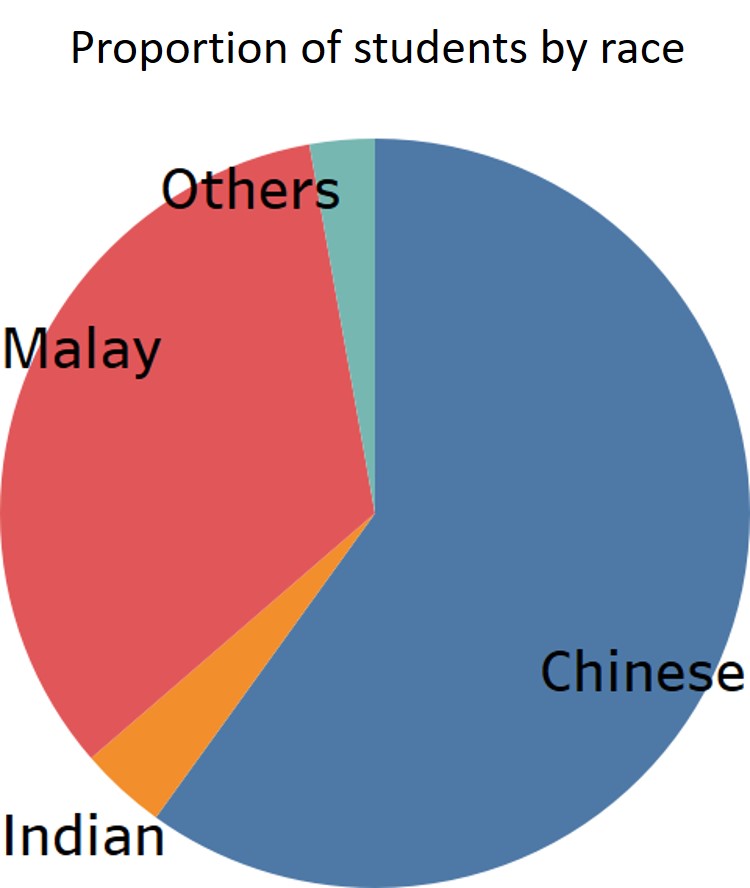 Proportion of students by race
Others
Malay
Chinese
Indian